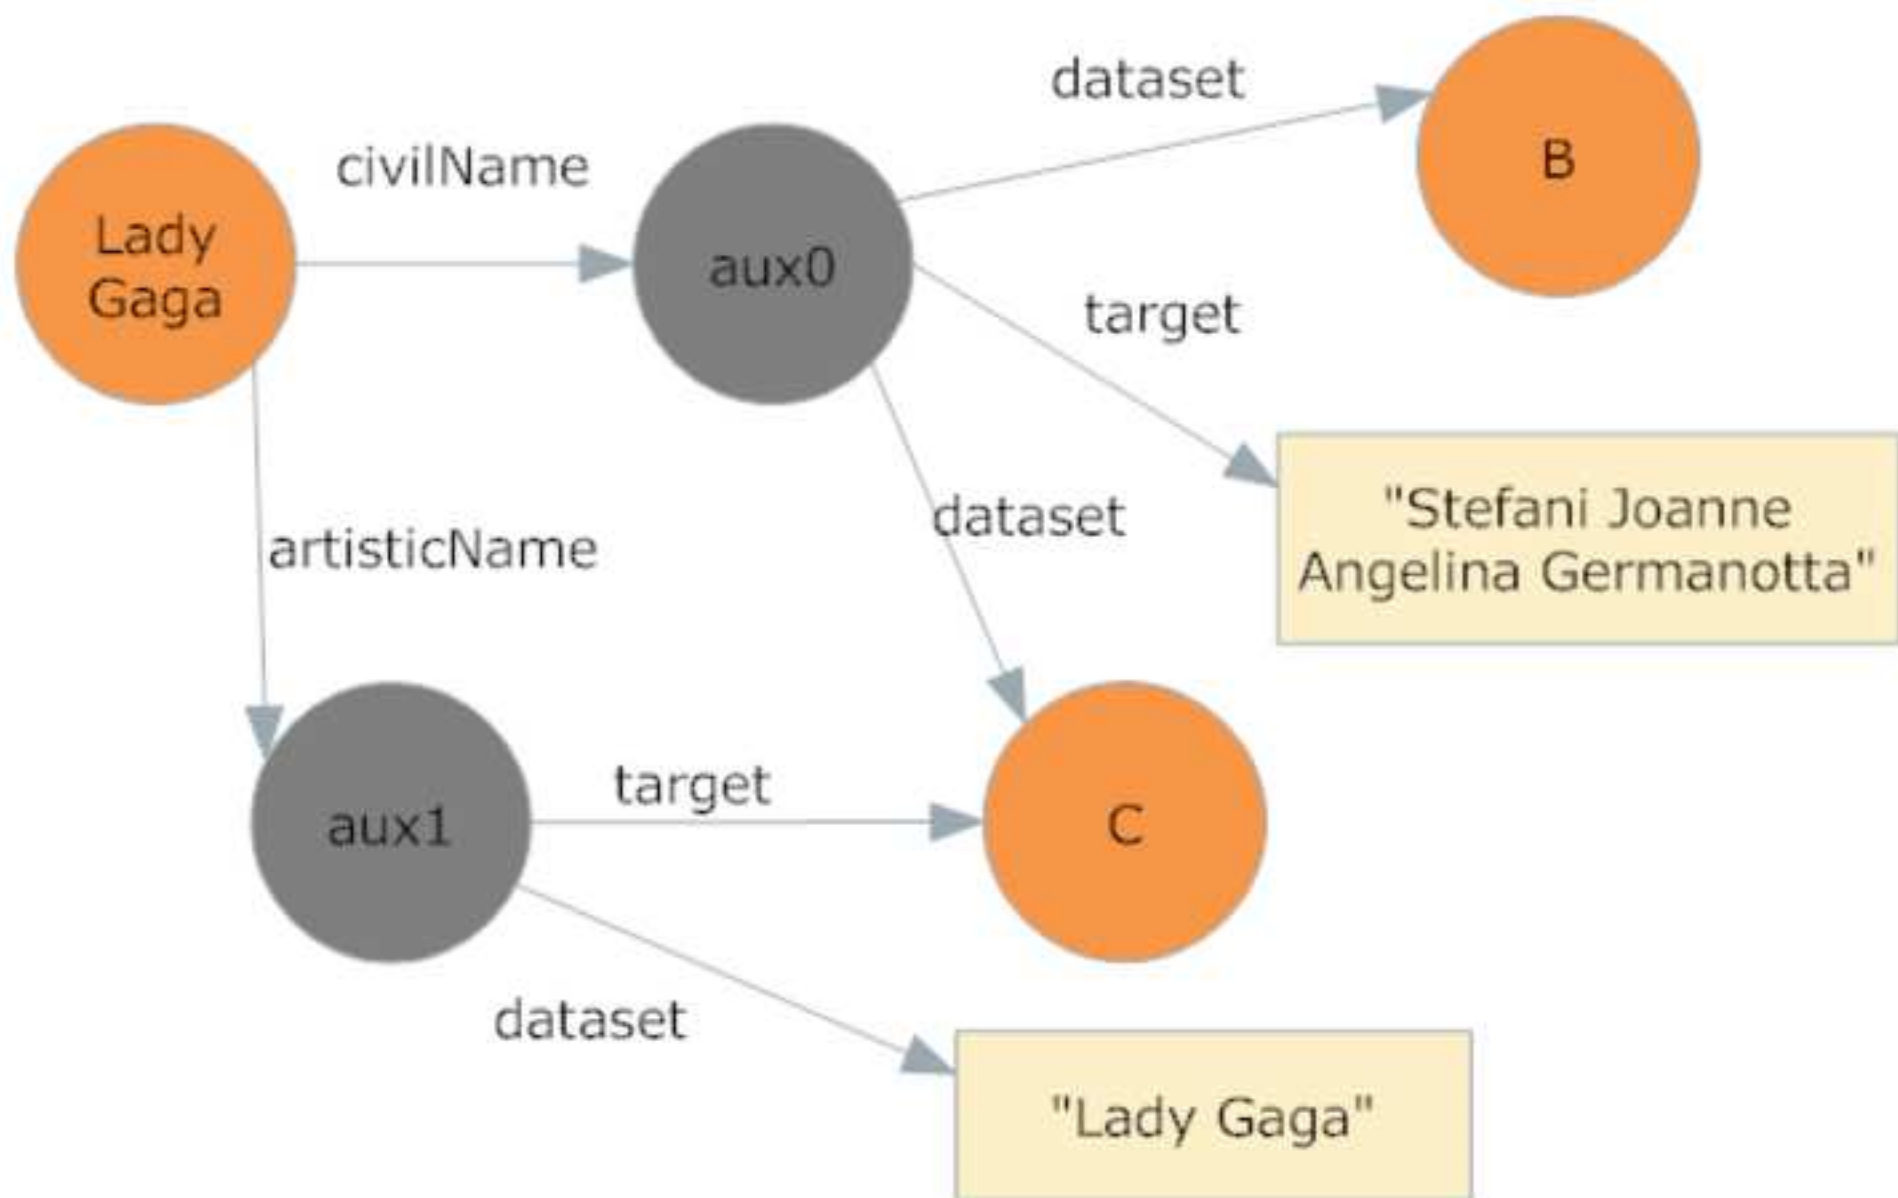 dataset
B
civilName
Lady
Gaga
aux0
target
"Stefani Joanne
Angelina Germanotta"
dataset
artisticName
target
aux1
C
dataset
"Lady Gaga"